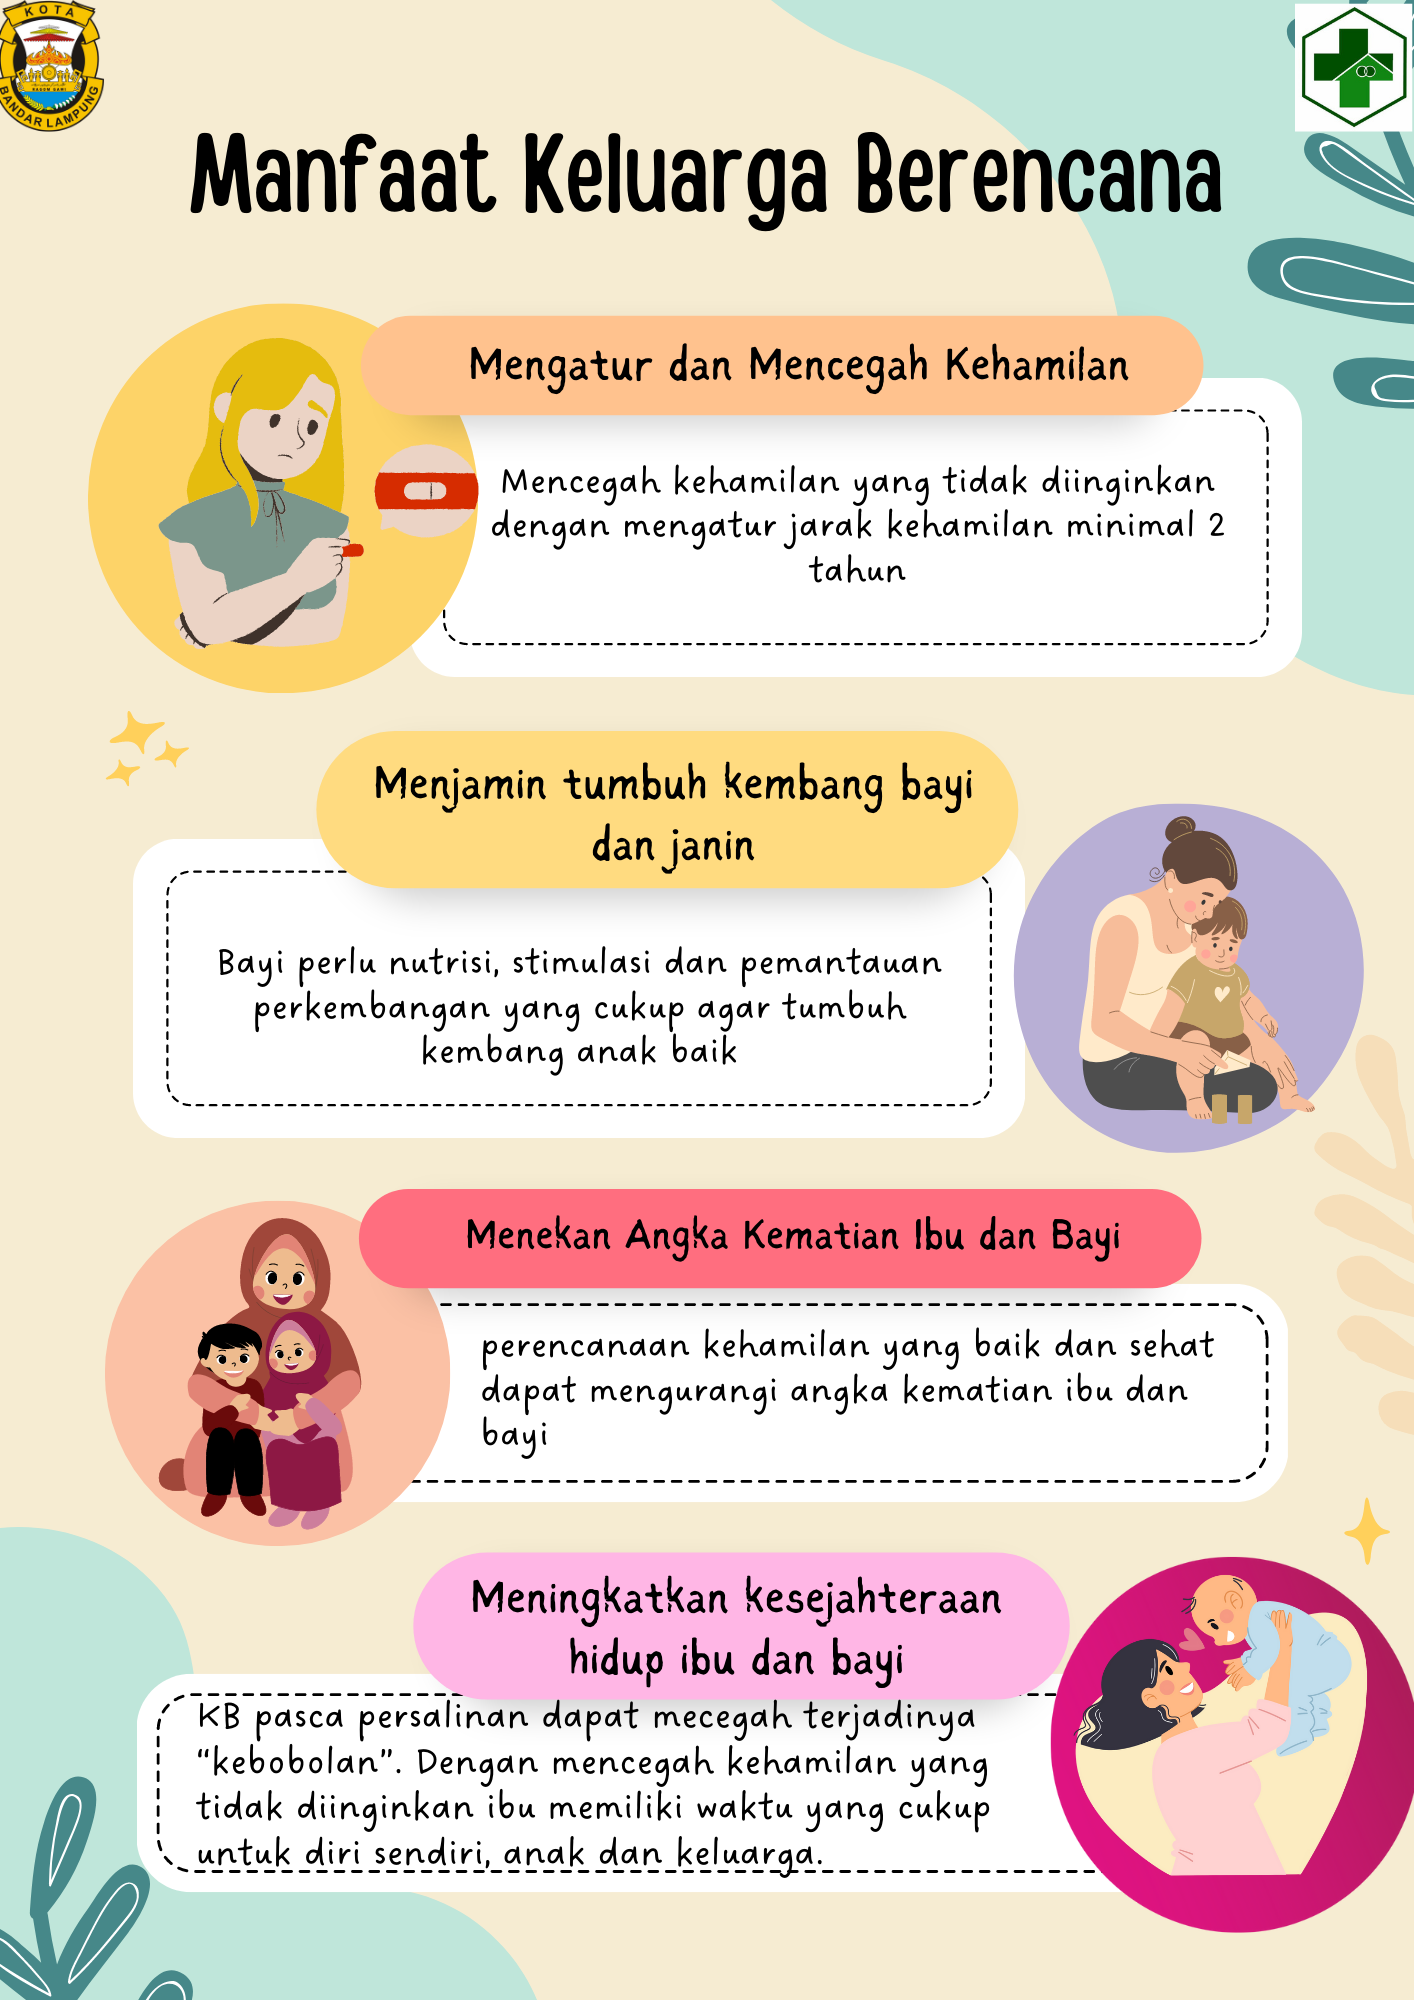 KOTA
RAGEM SAWI
BANDAR LAMPUNG
Manfaat Keluarga Berencana
Mengatur dan Mencegah Kehamilan
Mencegah kehamilan yang tidak diinginkan
dengan mengatur jarak kehamilan minimal 2
tahun
Menjamin tumbuh kembang bayi
dan janin
Bayi perlu nutrisi, stimulasi dan pemantauan
perkembangan yang cukup agar tumbuh
kembang anak baik
Menekan Angka Kematian Ibu dan Bayi
perencanaan kehamilan yang baik dan sehat
dapat mengurangi angka kematian ibu dan
bayi
Meningkatkan kesejahteraan
hidup ibu dan bayi
KB pasca persalinan dapat mecegah terjadinya
“kebobolan”. Dengan mencegah kehamilan yang
tidak diinginkan ibu memiliki waktu yang cukup
untuk diri sendiri, anak dan keluarga.